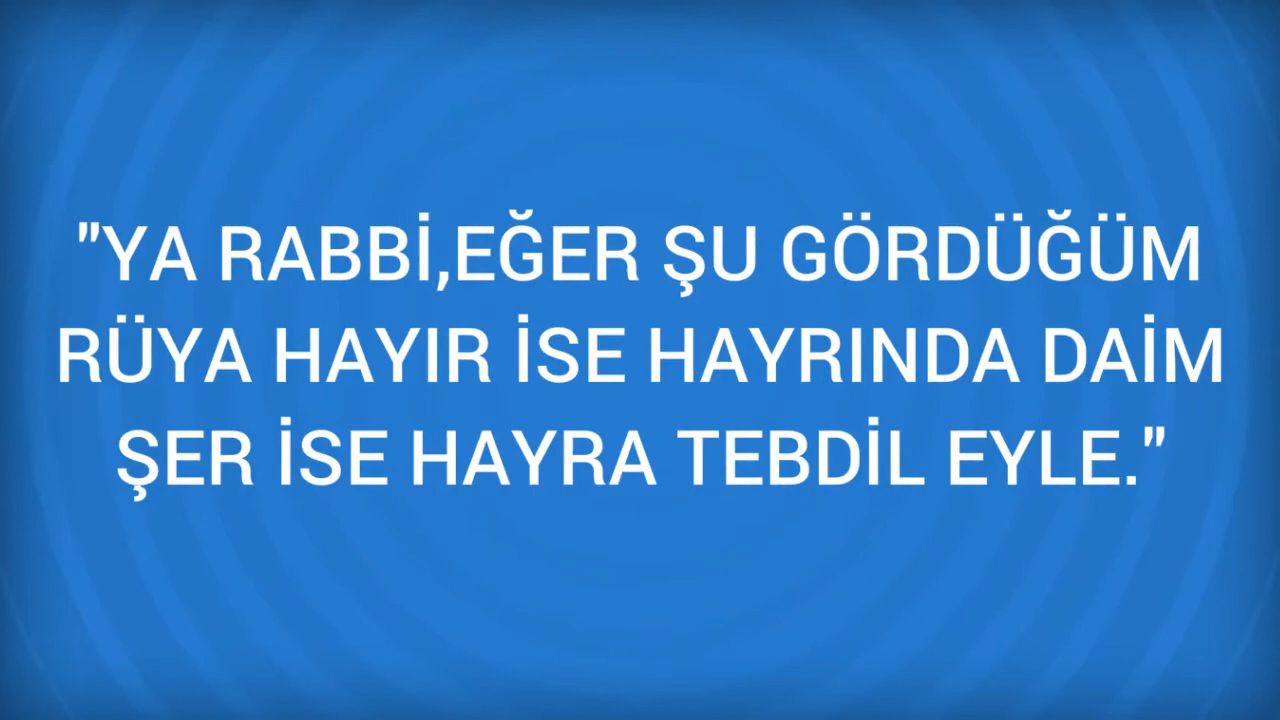 "YA RABBİ,EĞER ŞU GÖRDÜĞÜM
RÜYA HAYIR İSE HAYRINDA DAİM
ŞER İSE HAYRA TEBDİL EYLE."